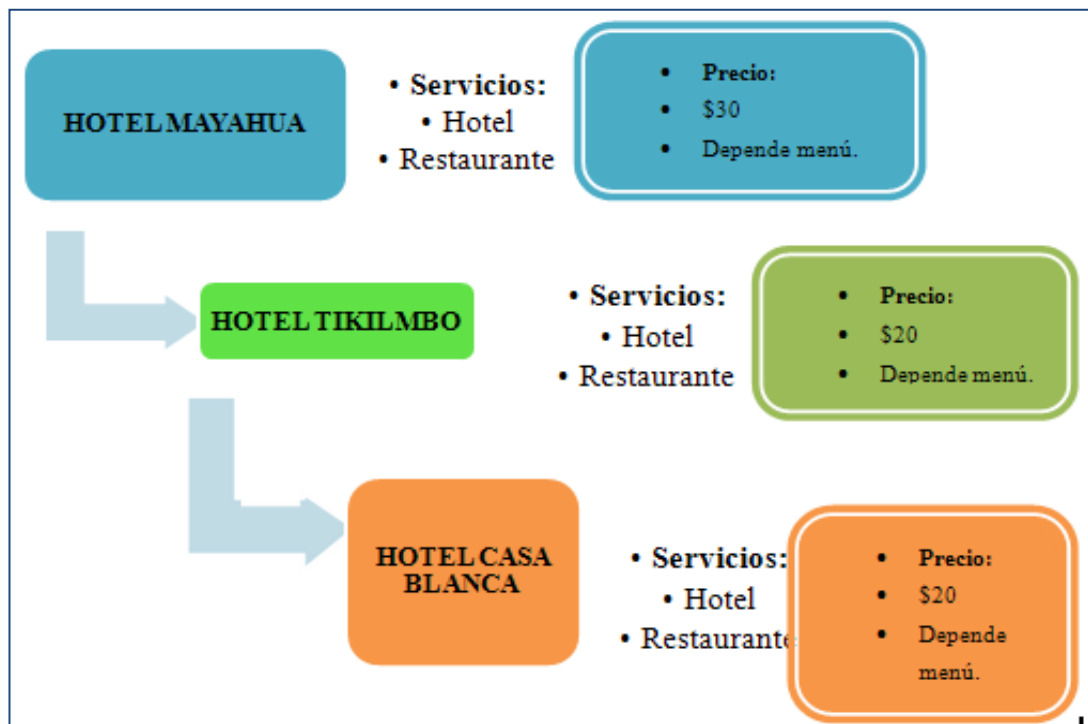 HOTEL MAYAHUA
• Servicios:
• Hotel
• Restaurante
• Precio:
• $30
• Depende menú.
HOTEL TIKILMBO
• Servicios:
• Hotel
• Restaurante
• Precio:
• $20
• Depende menú.
HOTEL CASA
BLANCA
• Servicios:
• Hotel
• Restaurante
• Precio:
• $20
• Depende
menú.